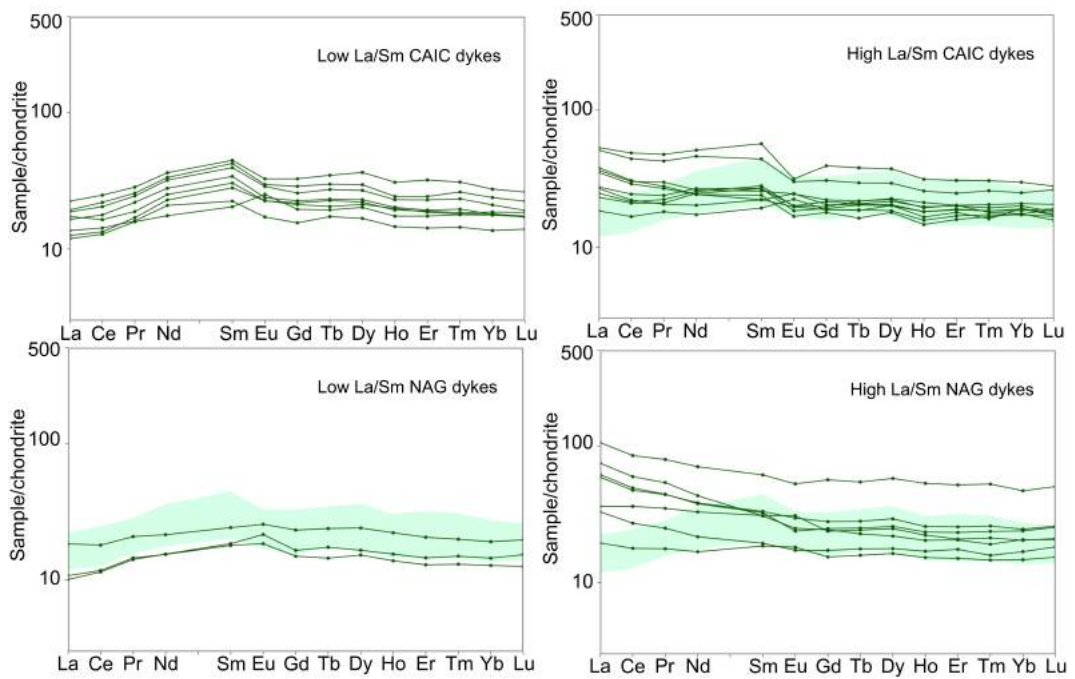 500
Low La/Sm CAIC dykes
100
Sample/chondrite
10
La Ce Pr Nd Sm Eu Gd Tb Dy Ho Er Tm Yb Lu
500
High La/Sm CAIC dykes
100
Sample/chondrite
10
La Ce Pr Nd Sm Eu Gd Tb Dy Ho Er Tm Yb Lu
500
Low La/Sm NAG dykes
100
Sample/chondrite
10
La Ce Pr Nd Sm Eu Gd Tb Dy Ho Er Tm Yb Lu
500
High La/Sm NAG dykes
100
Sample/chondrite
10
La Ce Pr Nd Sm Eu Gd Tb Dy Ho Er Tm Yb Lu